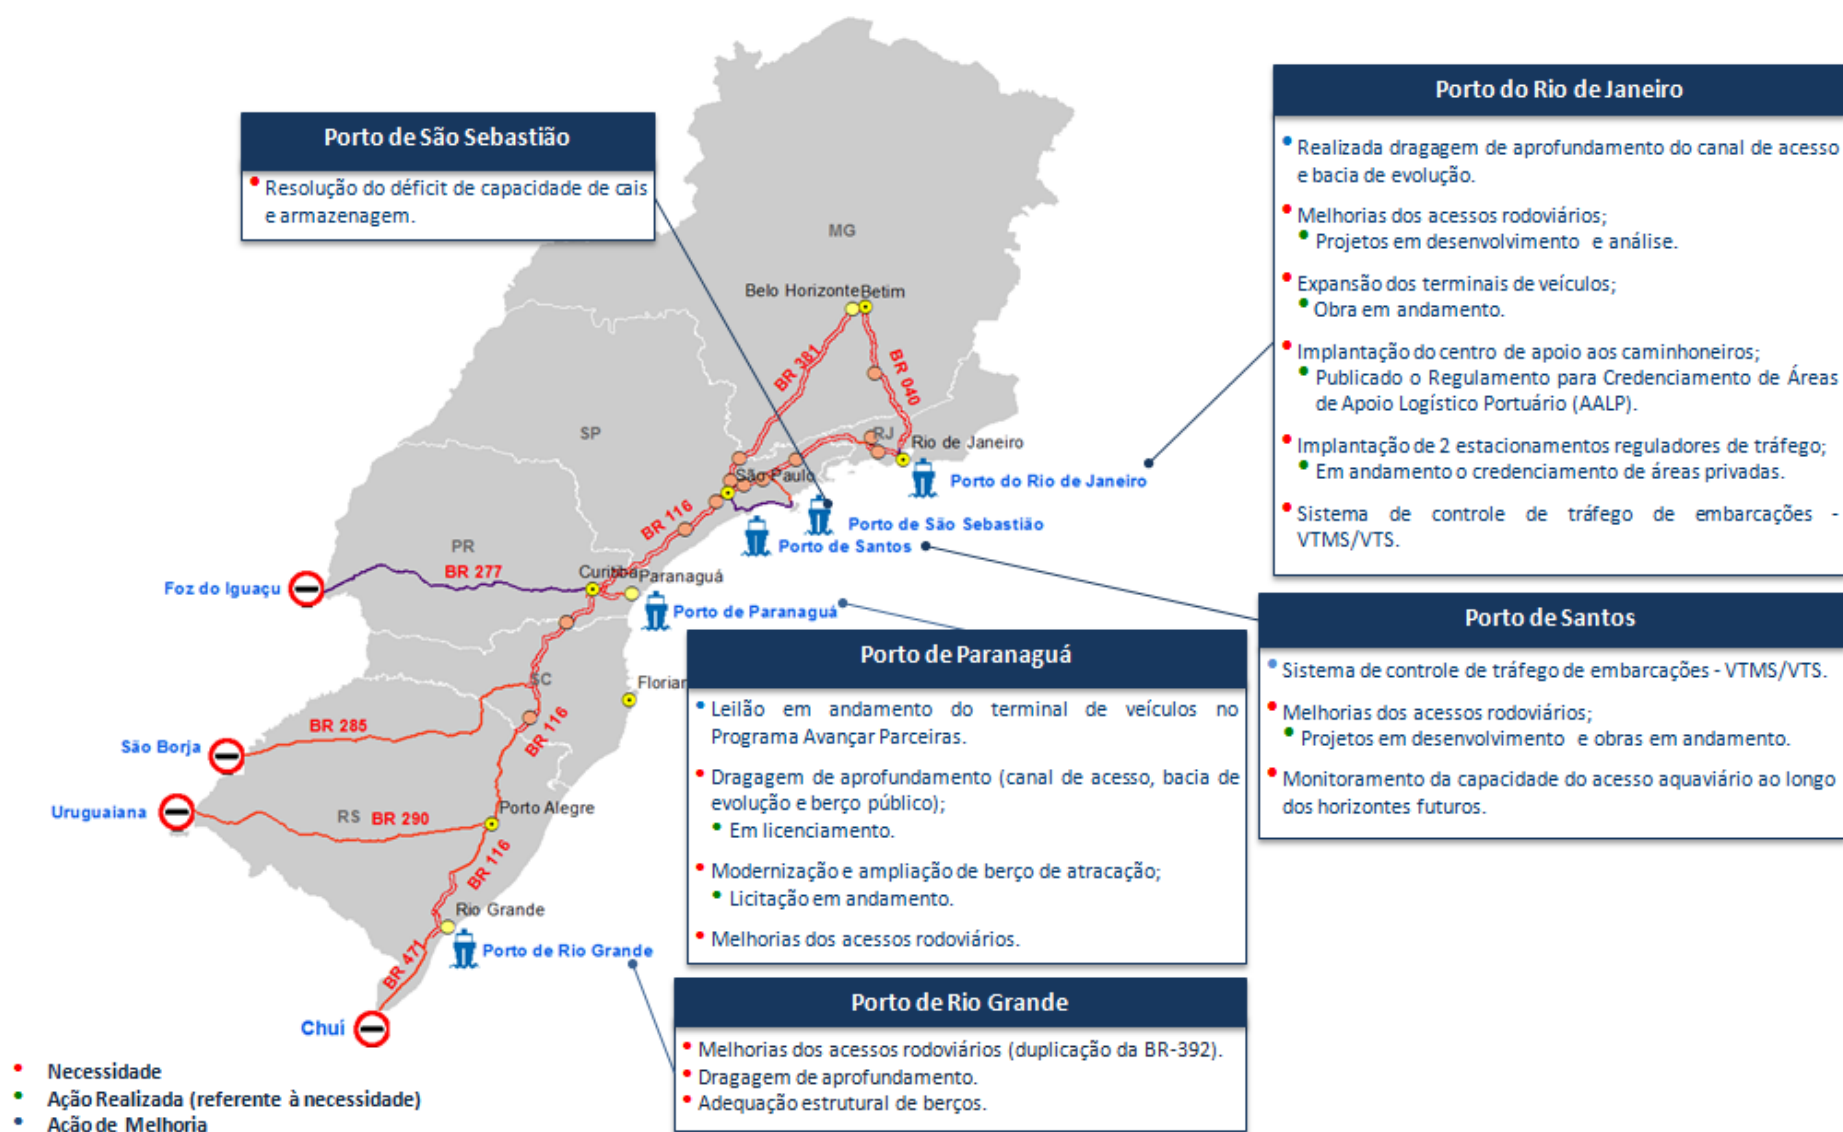 Porto de São Sebastião
• Resolução do déficit de capacidade de cais
e armazenagem.
Porto do Rio de Janeiro
• Realizada dragagem de aprofundamento do canal de acesso
e bacia de evolução.
• Melhorias dos acessos rodoviários;
• Projetos em desenvolvimento e análise.
• Expansão dos terminais de veículos;
• Obra em andamento.
• Implantação do centro de apoio aos caminhoneiros;
• Publicado o Regulamento para Credenciamento de Áreas
de Apoio Logístico Portuário (AALP).
• Implantação de 2 estacionamentos reguladores de tráfego;
• Em andamento o credenciamento de áreas privadas.
• Sistema de controle de tráfego de embarcações -
VTMS/VTS.
MG
Belo Horizonte
Betim
BR 381
BR 040
SP
RJ
Rio de Janeiro
Porto do Rio de Janeiro
São Paulo
BR 116
Porto de São Sebastião
Porto de Santos
PR
BR 277
Foz do Iguaçu
Curitiba
Paranaguá
Porto de Paranaguá
SC
Florian
BR 116
BR 285
São Borja
Uruguaiana
RS
BR 290
Porto Alegre
BR 116
Rio Grande
Porto de Rio Grande
BR 471
Chuí
Porto de Santos
• Sistema de controle de tráfego de embarcações - VTMS/VTS.
• Melhorias dos acessos rodoviários;
• Projetos em desenvolvimento e obras em andamento.
• Monitoramento da capacidade do acesso aquaviário ao longo
dos horizontes futuros.
Porto de Paranaguá
• Leilão em andamento do terminal de veículos no
Programa Avançar Parceiras.
• Dragagem de aprofundamento (canal de acesso, bacia de
evolução e berço público);
• Em licenciamento.
• Modernização e ampliação de berço de atracação;
• Licitação em andamento.
• Melhorias dos acessos rodoviários.
Porto de Rio Grande
• Melhorias dos acessos rodoviários (duplicação da BR-392).
• Dragagem de aprofundamento.
• Adequação estrutural de berços.
• Necessidade
• Ação Realizada (referente à necessidade)
• Ação de Melhoria